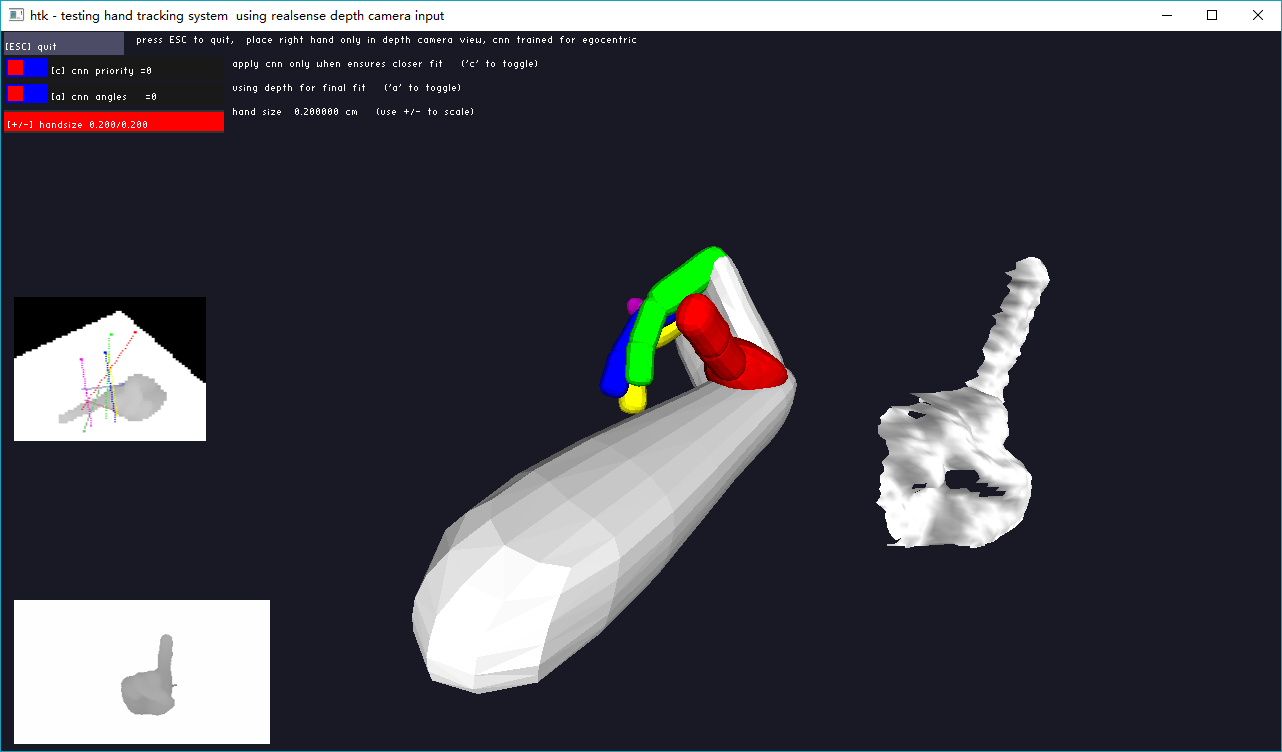 htk - testing hand tracking system  using realsense depth camera input
[ESC] quit
press ESC to quit,  place right hand only in depth camera view, cnn trained for egocentric
[c] cnn priority =0
apply cnn only when ensures closer fit   ('c' to toggle)
[a] cnn angles   =0
using depth for final fit   ('a' to toggle)
[+/-] handsize 0.200/0.200
hand size  0.200000 cm   (use +/- to scale)